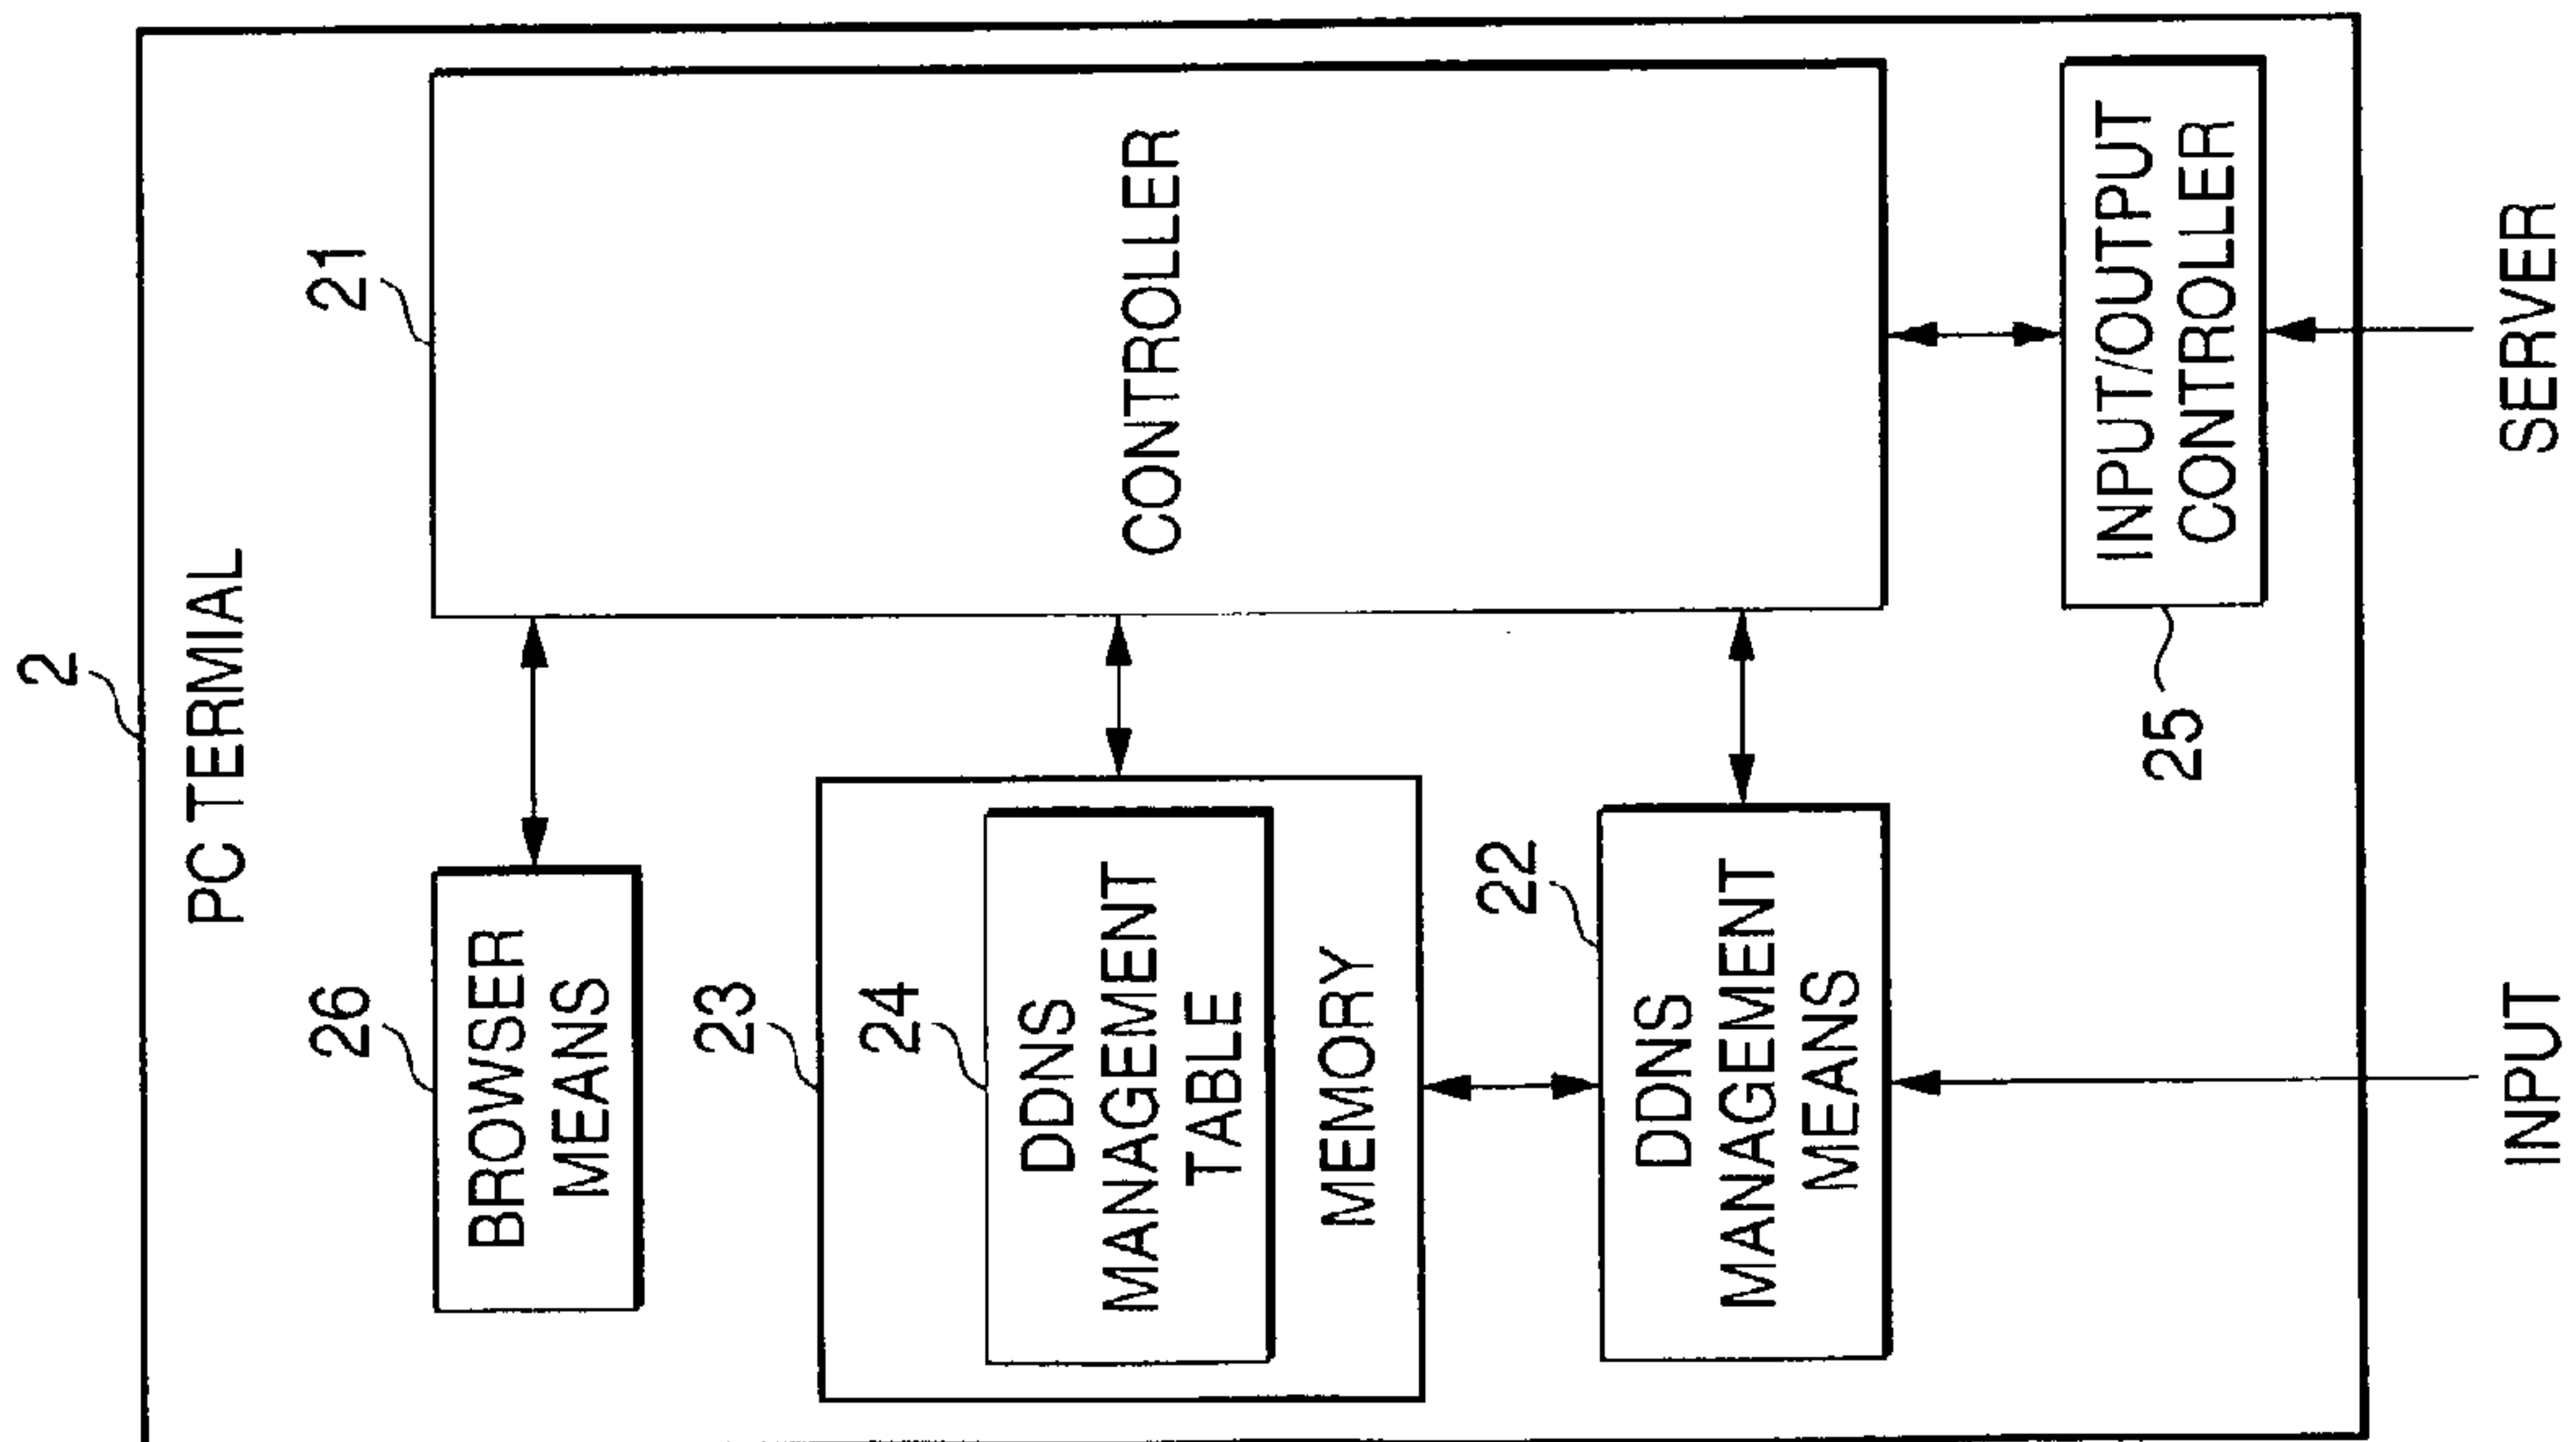 2
PC TERMIAL
21
CONTROLLER
26
BROWSER
MEANS
23
24
DDNS
MANAGEMENT
TABLE
MEMORY
22
DDNS
MANAGEMENT
MEANS
25
INPUT/OUTPUT
CONTROLLER
INPUT
SERVER